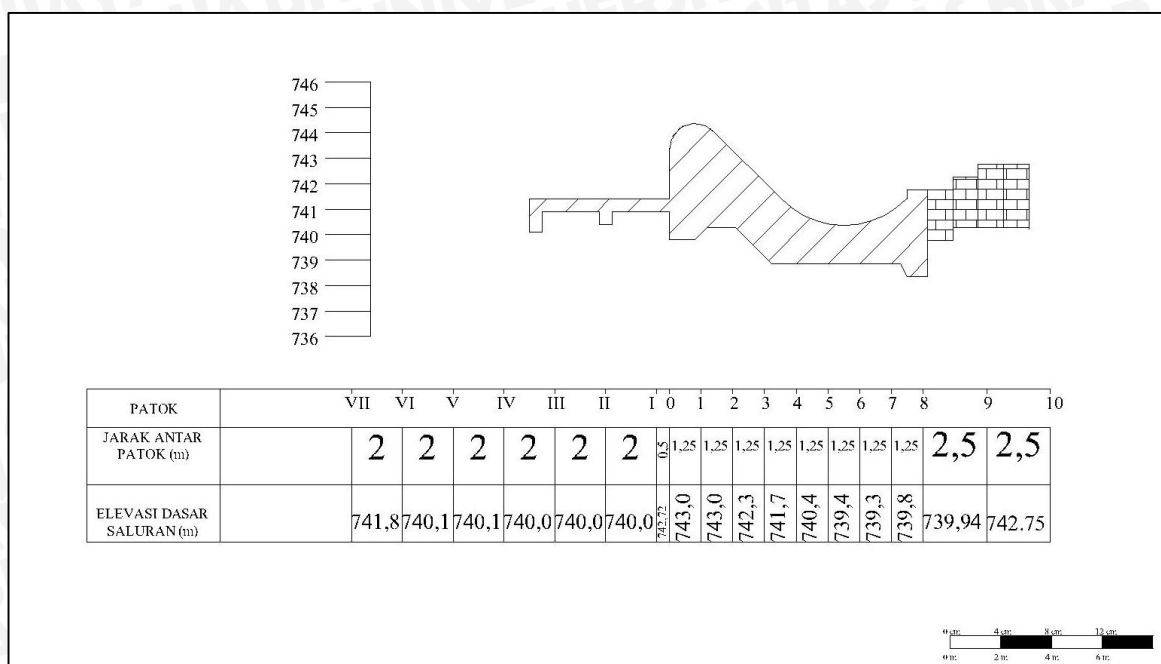 746
745
744
743
742
741
740
739
738
737
736
PATOK VII VI V IV III II I 0 1 2 3 4 5 6 7 8 9 10
JARAK ANTAR
PATOK (m)
2 2 2 2 2 2 0.5 1,25 1,25 1,25 1,25 1,25 1,25 1,25 1,25 2,5 2,5
ELEVASI DASAR
SALURAN (m)
741,8 740,1 740,1 740,0 740,0 740,0 742,72 743,0 743,0 742,3 741,7 740,4 739,4 739,3 739,8 739,94 742.75
0 cm 4 cm 8 cm 12 cm
0 m 2 m 4 m 6 m